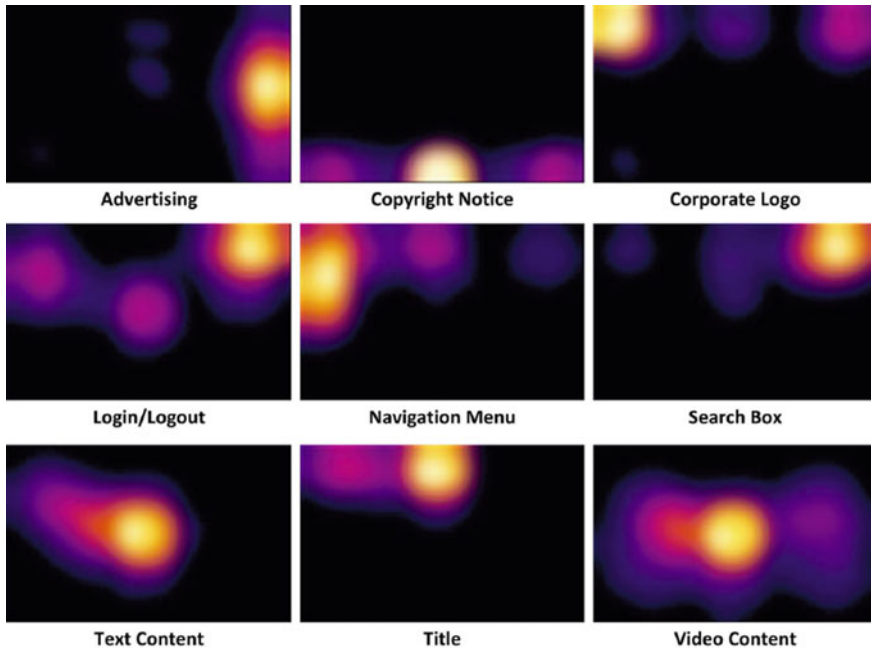 Advertising
Copyright Notice
Corporate Logo
Login/Logout
Navigation Menu
Search Box
Text Content
Title
Video Content